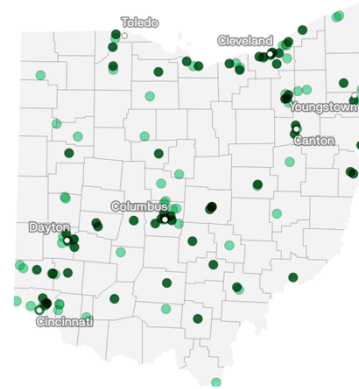 Toledo
Cleveland
Youngstown
Canton
Columbus
Dayton
Cincinnati